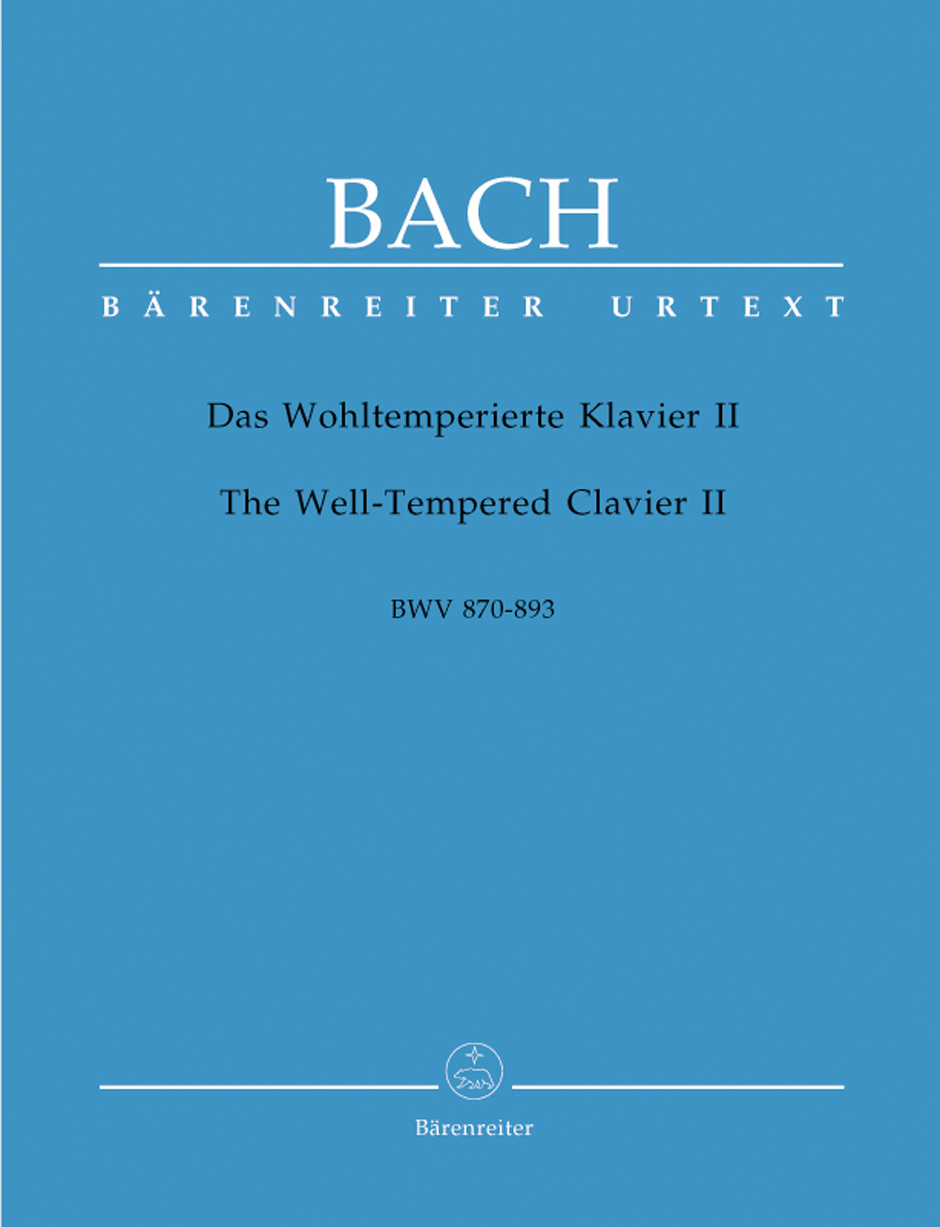 BACH
BÄRENREITER URTEXT
Das Wohltemperierte Klavier II
The Well-Tempered Clavier II
BWV 870-893
Bärenreiter